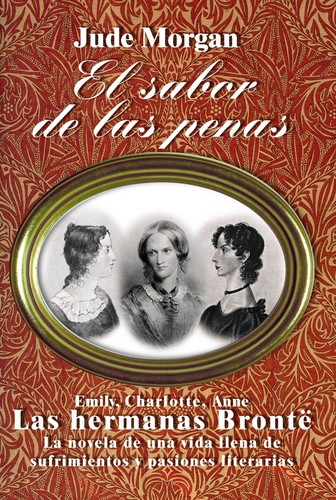 Jude Morgan
El sabor
de las penas
Emily, Charlotte, Anne
Las hermanas Brontë
La novela de una vida llena de
sufrimientos y pasiones literarias